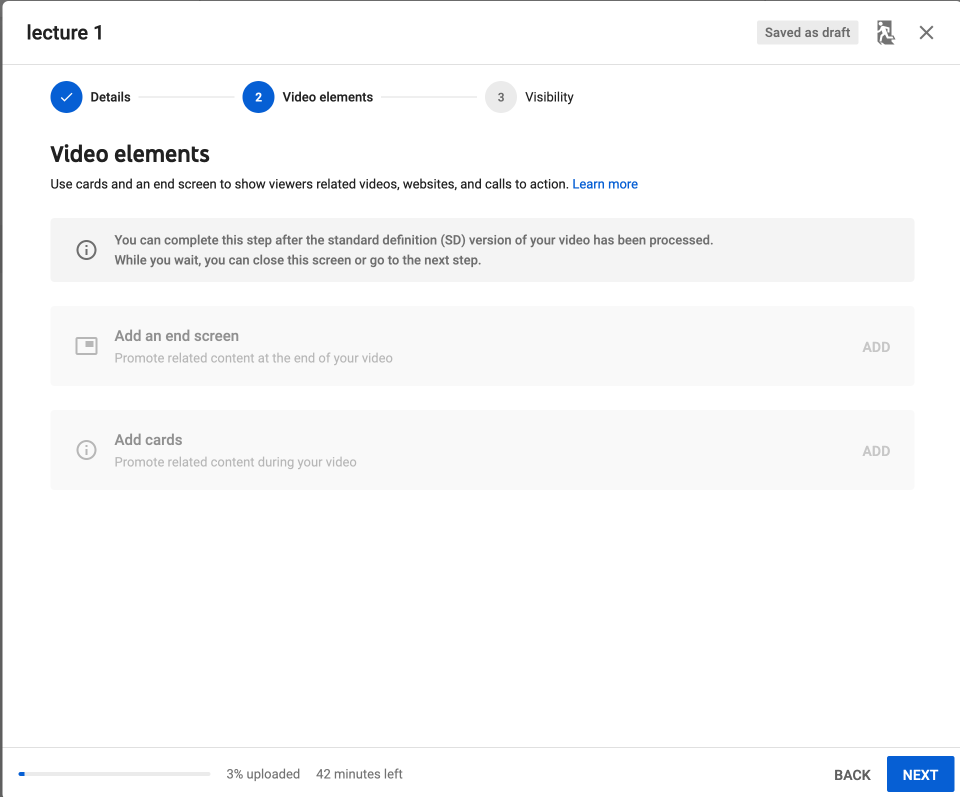 lecture 1
Saved as draft
Details
2
Video elements
3
Visibility
Video elements
Use cards and an end screen to show viewers related videos, websites, and calls to action. Learn more
You can complete this step after the standard definition (SD) version of your video has been processed.
While you wait, you can close this screen or go to the next step.
Add an end screen
Promote related content at the end of your video
ADD
Add cards
Promote related content during your video
ADD
3% uploaded
42 minutes left
BACK
NEXT